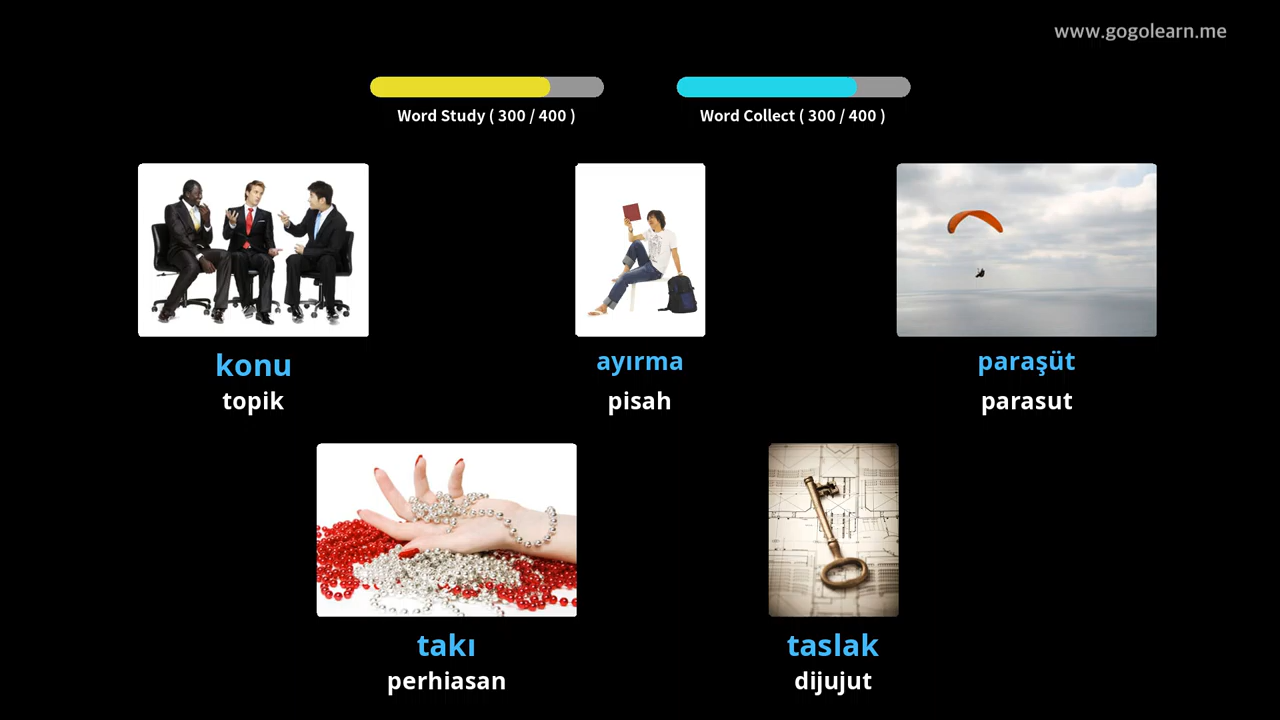 www.gogolearn.me
Word Study ( 300 / 400 )
Word Collect ( 300 / 400 )
konu
topik
ayırma
pisah
paraşüt
parasut
takı
perhiasan
taslak
dijujut